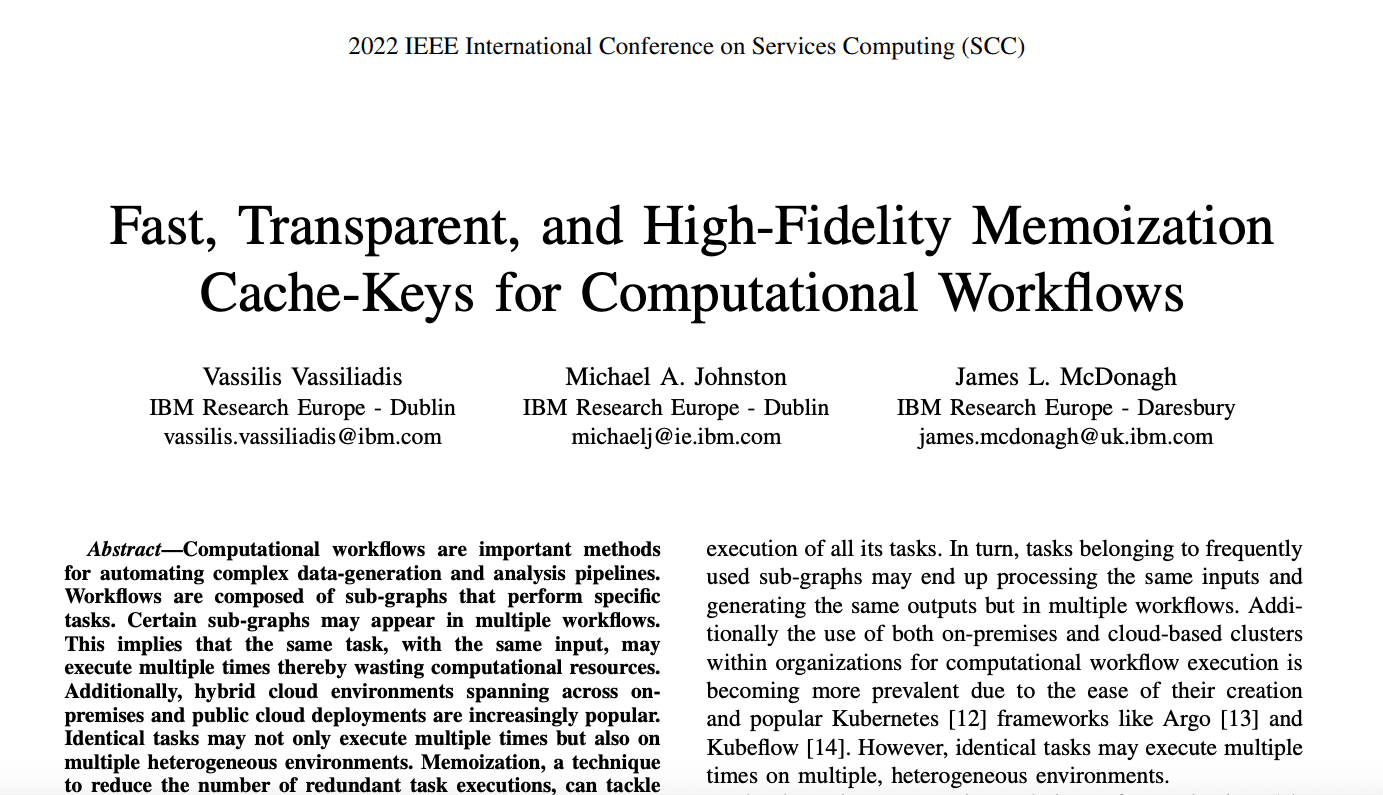 2022 IEEE International Conference on Services Computing (SCC)
Fast, Transparent, and High-Fidelity Memoization
Cache-Keys for Computational Workflows
Vassilis Vassiliadis
IBM Research Europe - Dublin
vassilis.vassiliadis@ibm.com
Michael A. Johnston
IBM Research Europe - Dublin
michaelj@ie.ibm.com
James L. McDonagh
IBM Research Europe - Daresbury
james.mcdonagh@uk.ibm.com
Abstract—Computational workflows are important methods
for automating complex data-generation and analysis pipelines.
Workflows are composed of sub-graphs that perform specific
tasks. Certain sub-graphs may appear in multiple workflows.
This implies that the same task, with the same input, may
execute multiple times thereby wasting computational resources.
Additionally, hybrid cloud environments spanning across on-
premises and public cloud deployments are increasingly popular.
Identical tasks may not only execute multiple times but also on
multiple heterogeneous environments. Memoization, a technique
to reduce the number of redundant task executions, can tackle
execution of all its tasks. In turn, tasks belonging to frequently
used sub-graphs may end up processing the same inputs and
generating the same outputs but in multiple workflows. Addi-
tionally the use of both on-premises and cloud-based clusters
within organizations for computational workflow execution is
becoming more prevalent due to the ease of their creation
and popular Kubernetes [12] frameworks like Argo [13] and
Kubeflow [14]. However, identical tasks may execute multiple
times on multiple, heterogeneous environments.